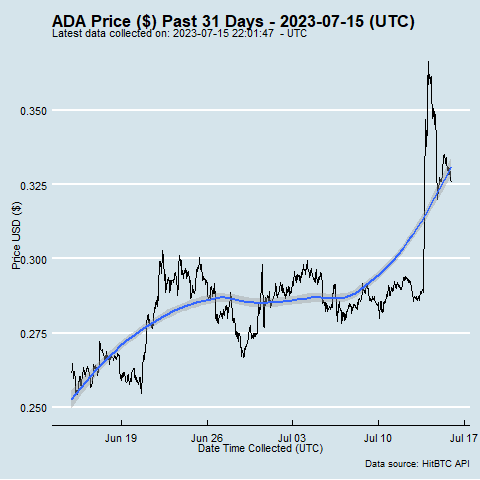 ADA Price ($) Past 31 Days - 2023-07-15 (UTC)
Latest data collected on: 2023-07-15 22:01:47  - UTC
0.350
0.325
0.300
0.275
0.250
Price USD ($)
Jun 19
Jun 26
Jul 03
Jul 10
Jul 17
Date Time Collected (UTC)
Data source: HitBTC API